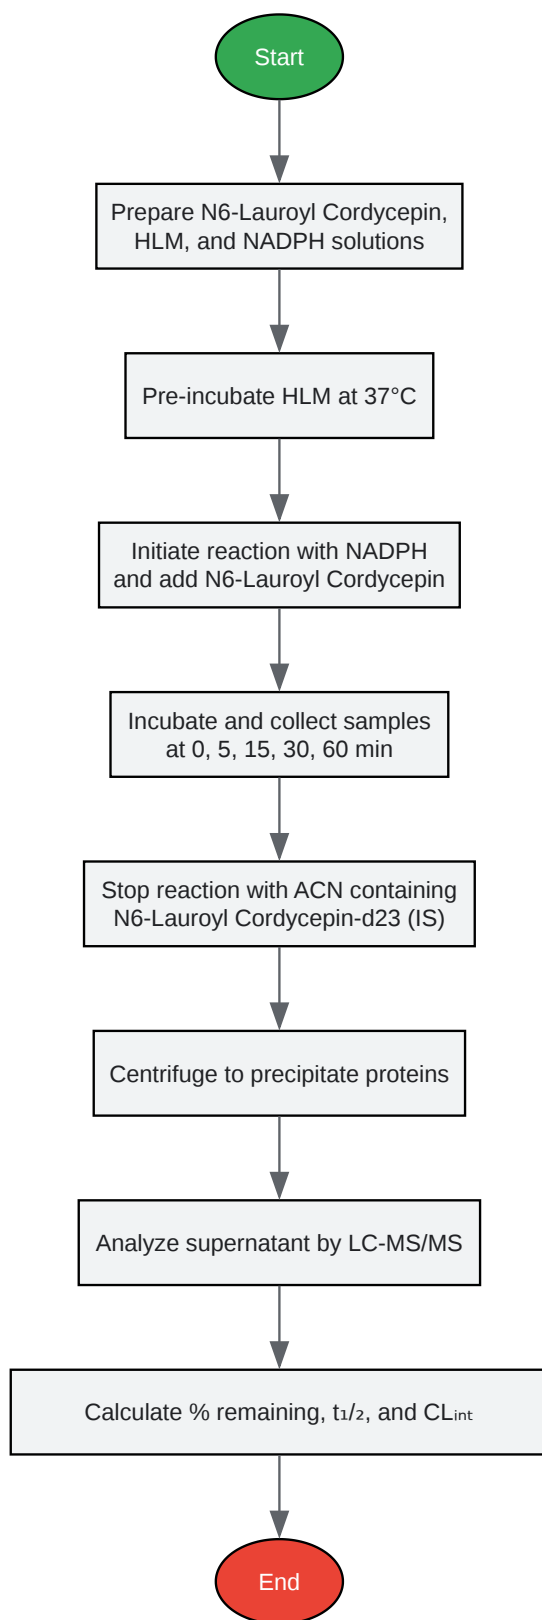 Start
Prepare N6-Lauroyl Cordycepin,
HLM, and NADPH solutions
Pre-incubate HLM at 37°C
Initiate reaction with NADPH
and add N6-Lauroyl Cordycepin
Incubate and collect samples
at 0, 5, 15, 30, 60 min
Stop reaction with ACN containing
N6-Lauroyl Cordycepin-d23 (IS)
Centrifuge to precipitate proteins
Analyze supernatant by LC-MS/MS
Calculate % remaining, t₁/₂, and CLᵢₙₜ
End